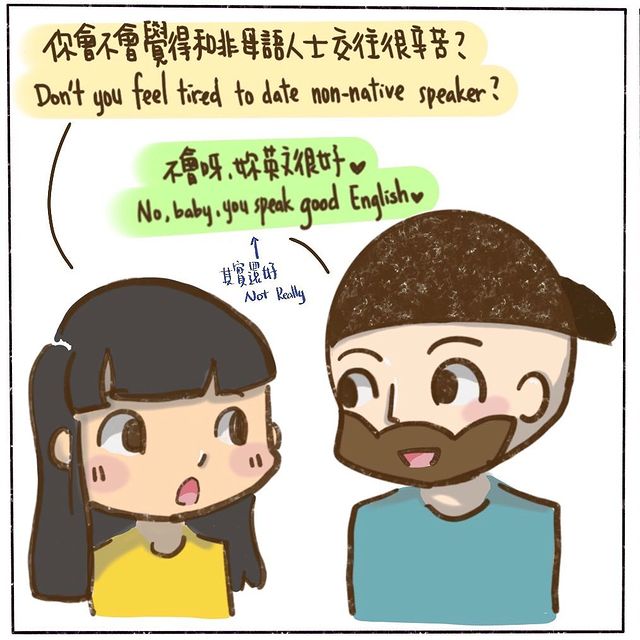 你會不會覺得和非母語人士交往很辛苦?
Don't you feel tired to date non-native speaker?
不會呀,妳英文很好♥
No, baby, you speak good English♥
其實還好
Not Really